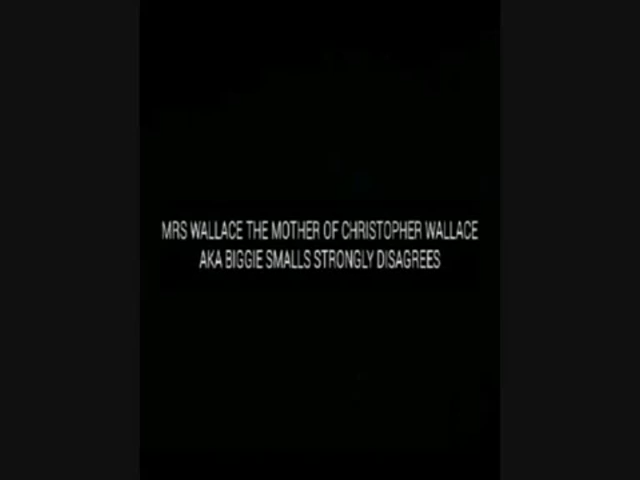 MRS WALLACE THE MOTHER OF CHRISTOPHER WALLACE
AKA BIGGIE SMALLS STRONGLY DISAGREES